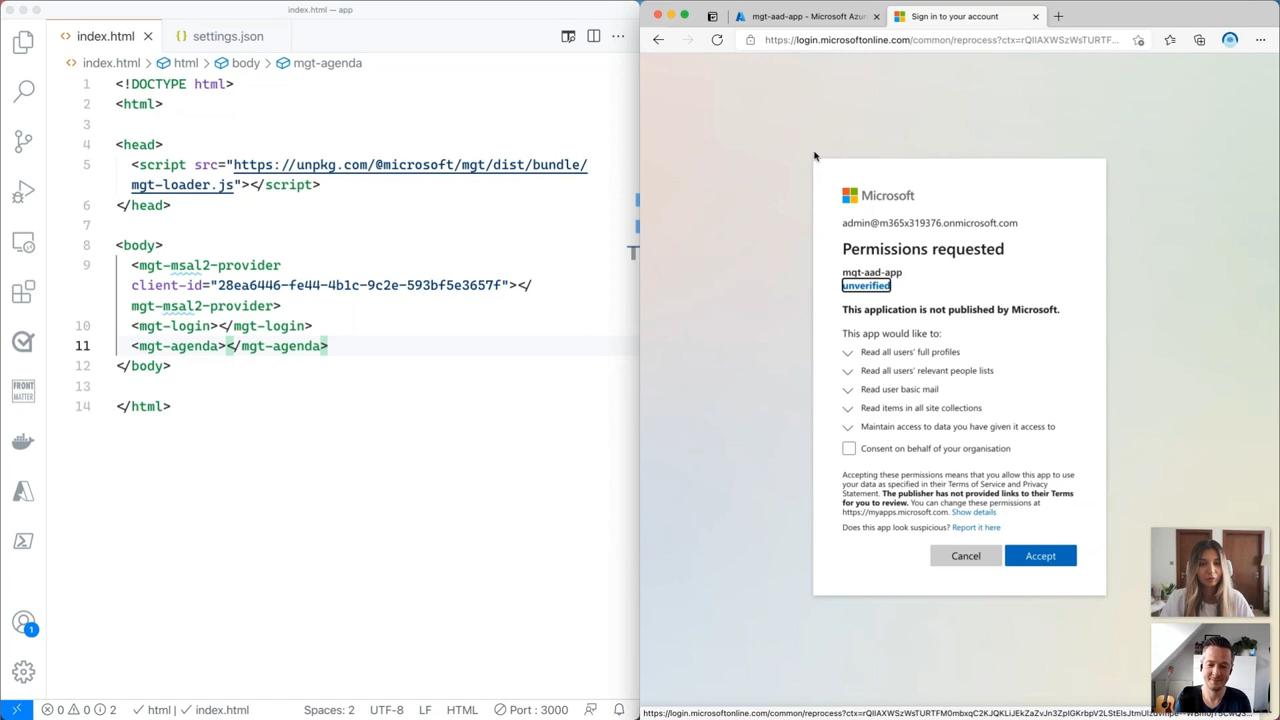 index.html — app
index.html
settings.json
index.html > html > body > mgt-agenda
1 <!DOCTYPE html>
2 <html>
3
4 <head>
5 <script src="https://unpkg.com/@microsoft/mgt/dist/bundle/
mgt-loader.js"></script>
6 </head>
7
8 <body>
9 <mgt-msal2-provider
client-id="28ea6446-fe44-4b1c-9c2e-593bf5e3657f"></
mgt-msal2-provider>
10 <mgt-login></mgt-login>
11 <mgt-agenda></mgt-agenda>
12 </body>
13
14 </html>
FRONT
MATTER
1
0 0 2 html index.html Spaces: 2 UTF-8 LF HTML Port : 3000
mgt-aad-app - Microsoft Azur
Sign in to your account
https://login.microsoftonline.com/common/reprocess?ctx=rQIIAXWSzWsTURTF...
Microsoft
admin@m365x319376.onmicrosoft.com
Permissions requested
mgt-aad-app
unverified
This application is not published by Microsoft.
This app would like to:
Read all users' full profiles
Read all users' relevant people lists
Read user basic mail
Read items in all site collections
Maintain access to data you have given it access to
Consent on behalf of your organisation
Accepting these permissions means that you allow this app to use
your data as specified in their Terms of Service and Privacy
Statement. The publisher has not provided links to their Terms
for you to review. You can change these permissions at
https://myapps.microsoft.com. Show details
Does this app look suspicious? Report it here
Cancel
Accept